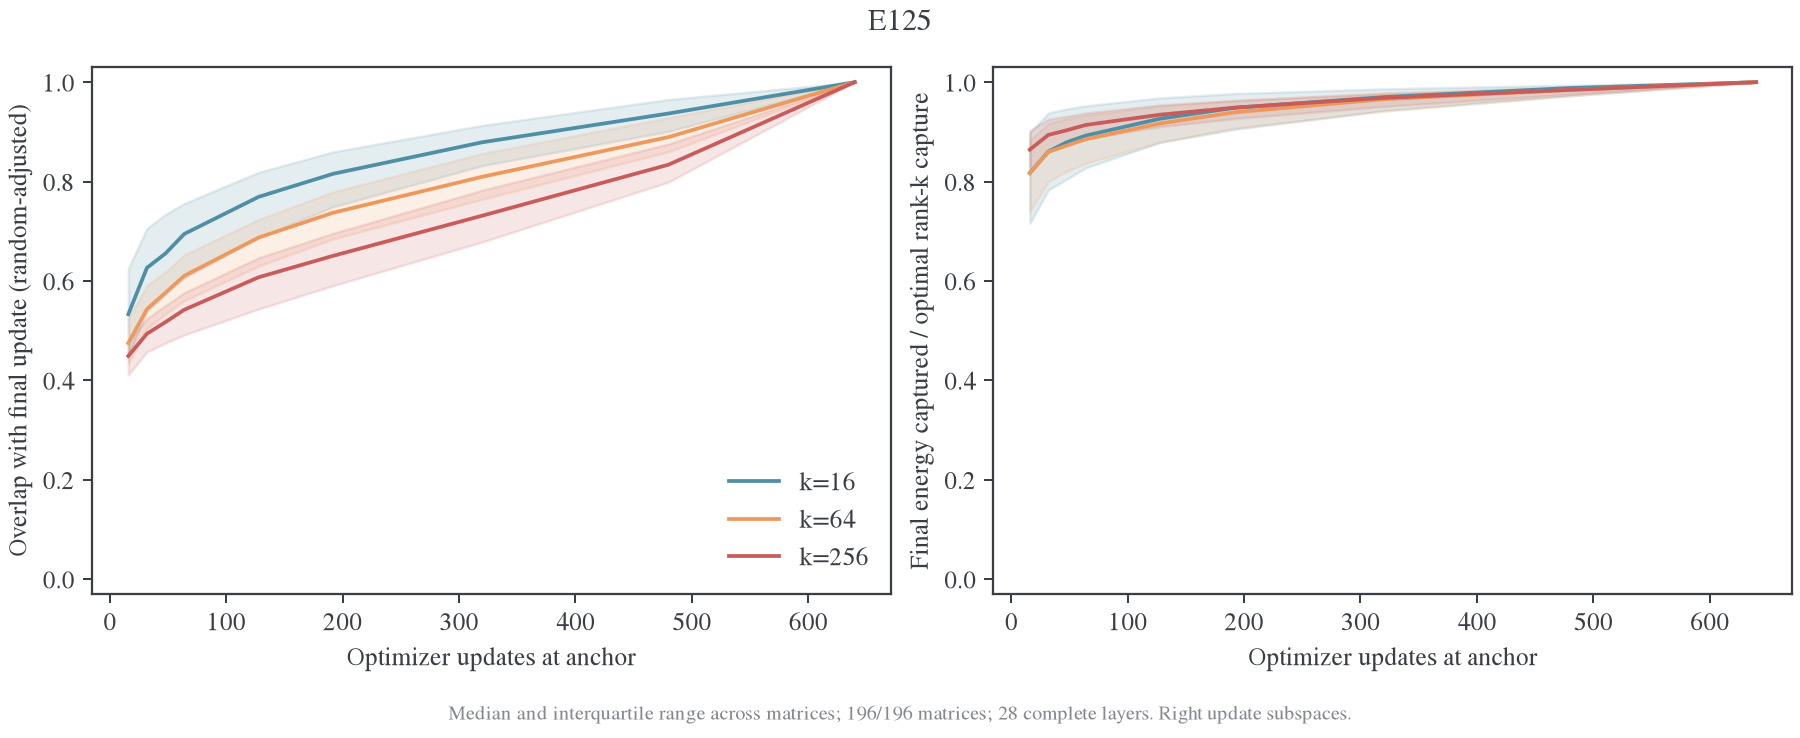 E125
Overlap with final update (random-adjusted)
1.0
0.8
0.6
0.4
0.2
0.0
k=16
k=64
k=256
0 100 200 300 400 500 600
Optimizer updates at anchor
Final energy captured / optimal rank-k capture
1.0
0.8
0.6
0.4
0.2
0.0
0 100 200 300 400 500 600
Optimizer updates at anchor
Median and interquartile range across matrices; 196/196 matrices; 28 complete layers. Right update subspaces.